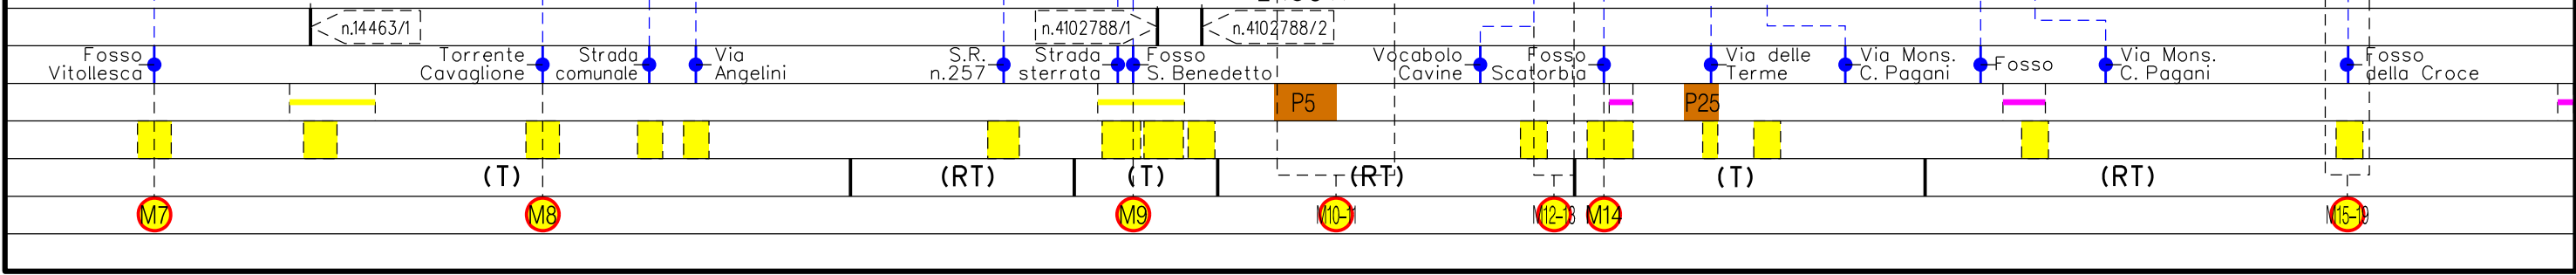 n.14463/1 n.4102788/1 n.4102788/2
Fosso Torrente Strada Via S.R. Strada Fosso Vocabolo Fosso Via delle Via Mons. Via Mons. Fosso
Vitollesca Cavaglione comunale Angelini n.257 sterrata S. Benedetto Cavine Scatorbia Terme C. Pagani Fosso C. Pagani della Croce
P5 P25
(T) (RT) (T) (RT) (T) (RT)
M7 M8 M9 M10-11 M12-13 M14 M15-19